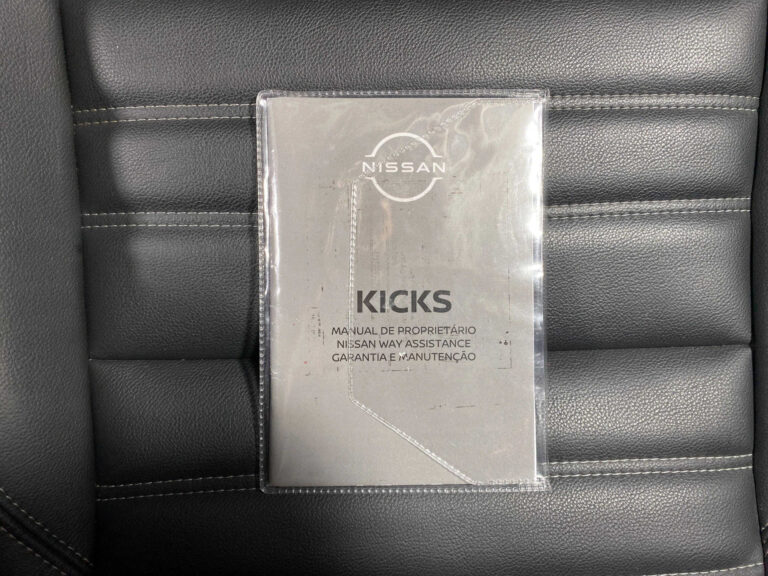 NISSAN
KICKS
MANUAL DE PROPRIETÁRIO
NISSAN WAY ASSISTANCE
GARANTIA E MANUTENÇÃO